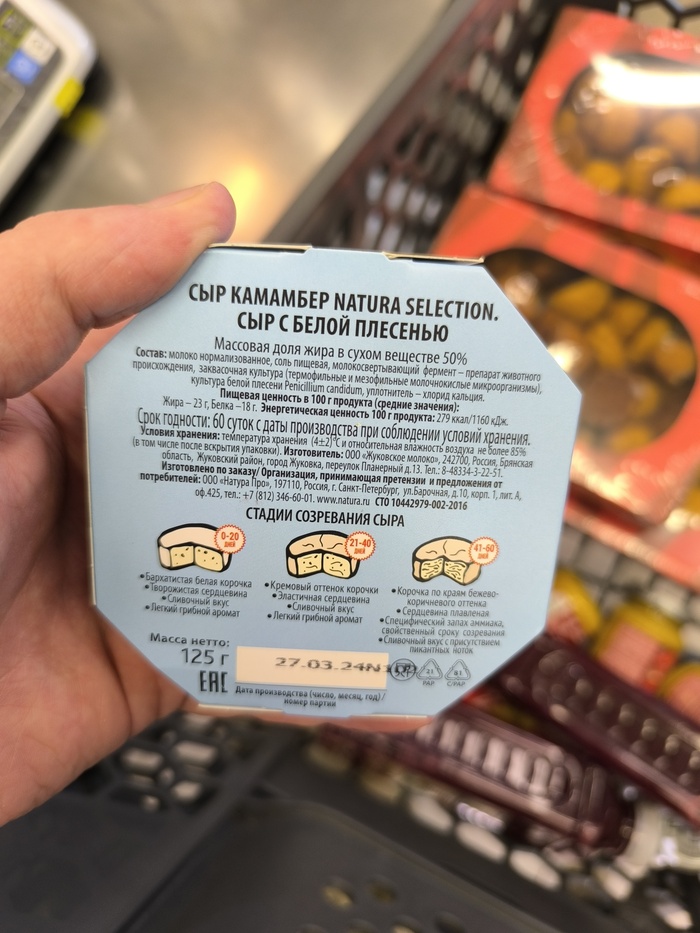 СЫР КАМАМБЕР NATURA SELECTION.
СЫР С БЕЛОЙ ПЛЕСЕНЬЮ
Массовая доля жира в сухом веществе 50%
Состав: молоко нормализованное, соль пищевая, молокосвертывающий фермент – препарат животного
происхождения, заквасочная культура (термофильные и мезофильные молочнокислые микроорганизмы),
культура белой плесени Penicillium candidum, уплотнитель – хлорид кальция.
Пищевая ценность в 100 г продукта (средние значения):
Жира – 23 г, Белка –18 г. Энергетическая ценность 100 г продукта: 279 ккал/1160 кДж.
Срок годности: 60 суток с даты производства при соблюдении условий хранения.
Условия хранения: температура хранения (4±2)°С и относительная влажность воздуха не более 85%
(в том числе после вскрытия упаковки). Изготовитель: ООО «Жуковское молоко», 242700, Россия, Брянская
область, Жуковский район, город Жуковка, переулок Планерный д.13. Тел.: 8-48334-3-22-51.
Изготовлено по заказу/ Организация, принимающая претензии и предложения от
потребителей: ООО «Натура Про», 197110, Россия, г. Санкт-Петербург, ул.Барочная, д.10, корп. 1, лит. А,
оф.425, тел.: +7 (812) 346-60-01. www.natura.ru СТО 10442979-002-2016
СТАДИИ СОЗРЕВАНИЯ СЫРА
0-20
ДНЕЙ
•Бархатистая белая корочка
•Творожистая сердцевина
•Сливочный вкус
•Легкий грибной аромат
21-40
ДНЕЙ
•Кремовый оттенок корочки
•Эластичная сердцевина
•Сливочный вкус
•Легкий грибной аромат
41-60
ДНЕЙ
•Корочка по краям бежево-
коричневого оттенка
•Сердцевина плавленая
•Специфический запах аммиака,
свойственный сроку созревания
•Сливочный вкус с присутствием
пикантных ноток
Масса нетто:
125 г
EAC
27.03.24
Дата производства (число, месяц, год) /
номер партии
21
PAP
81
C/PAP